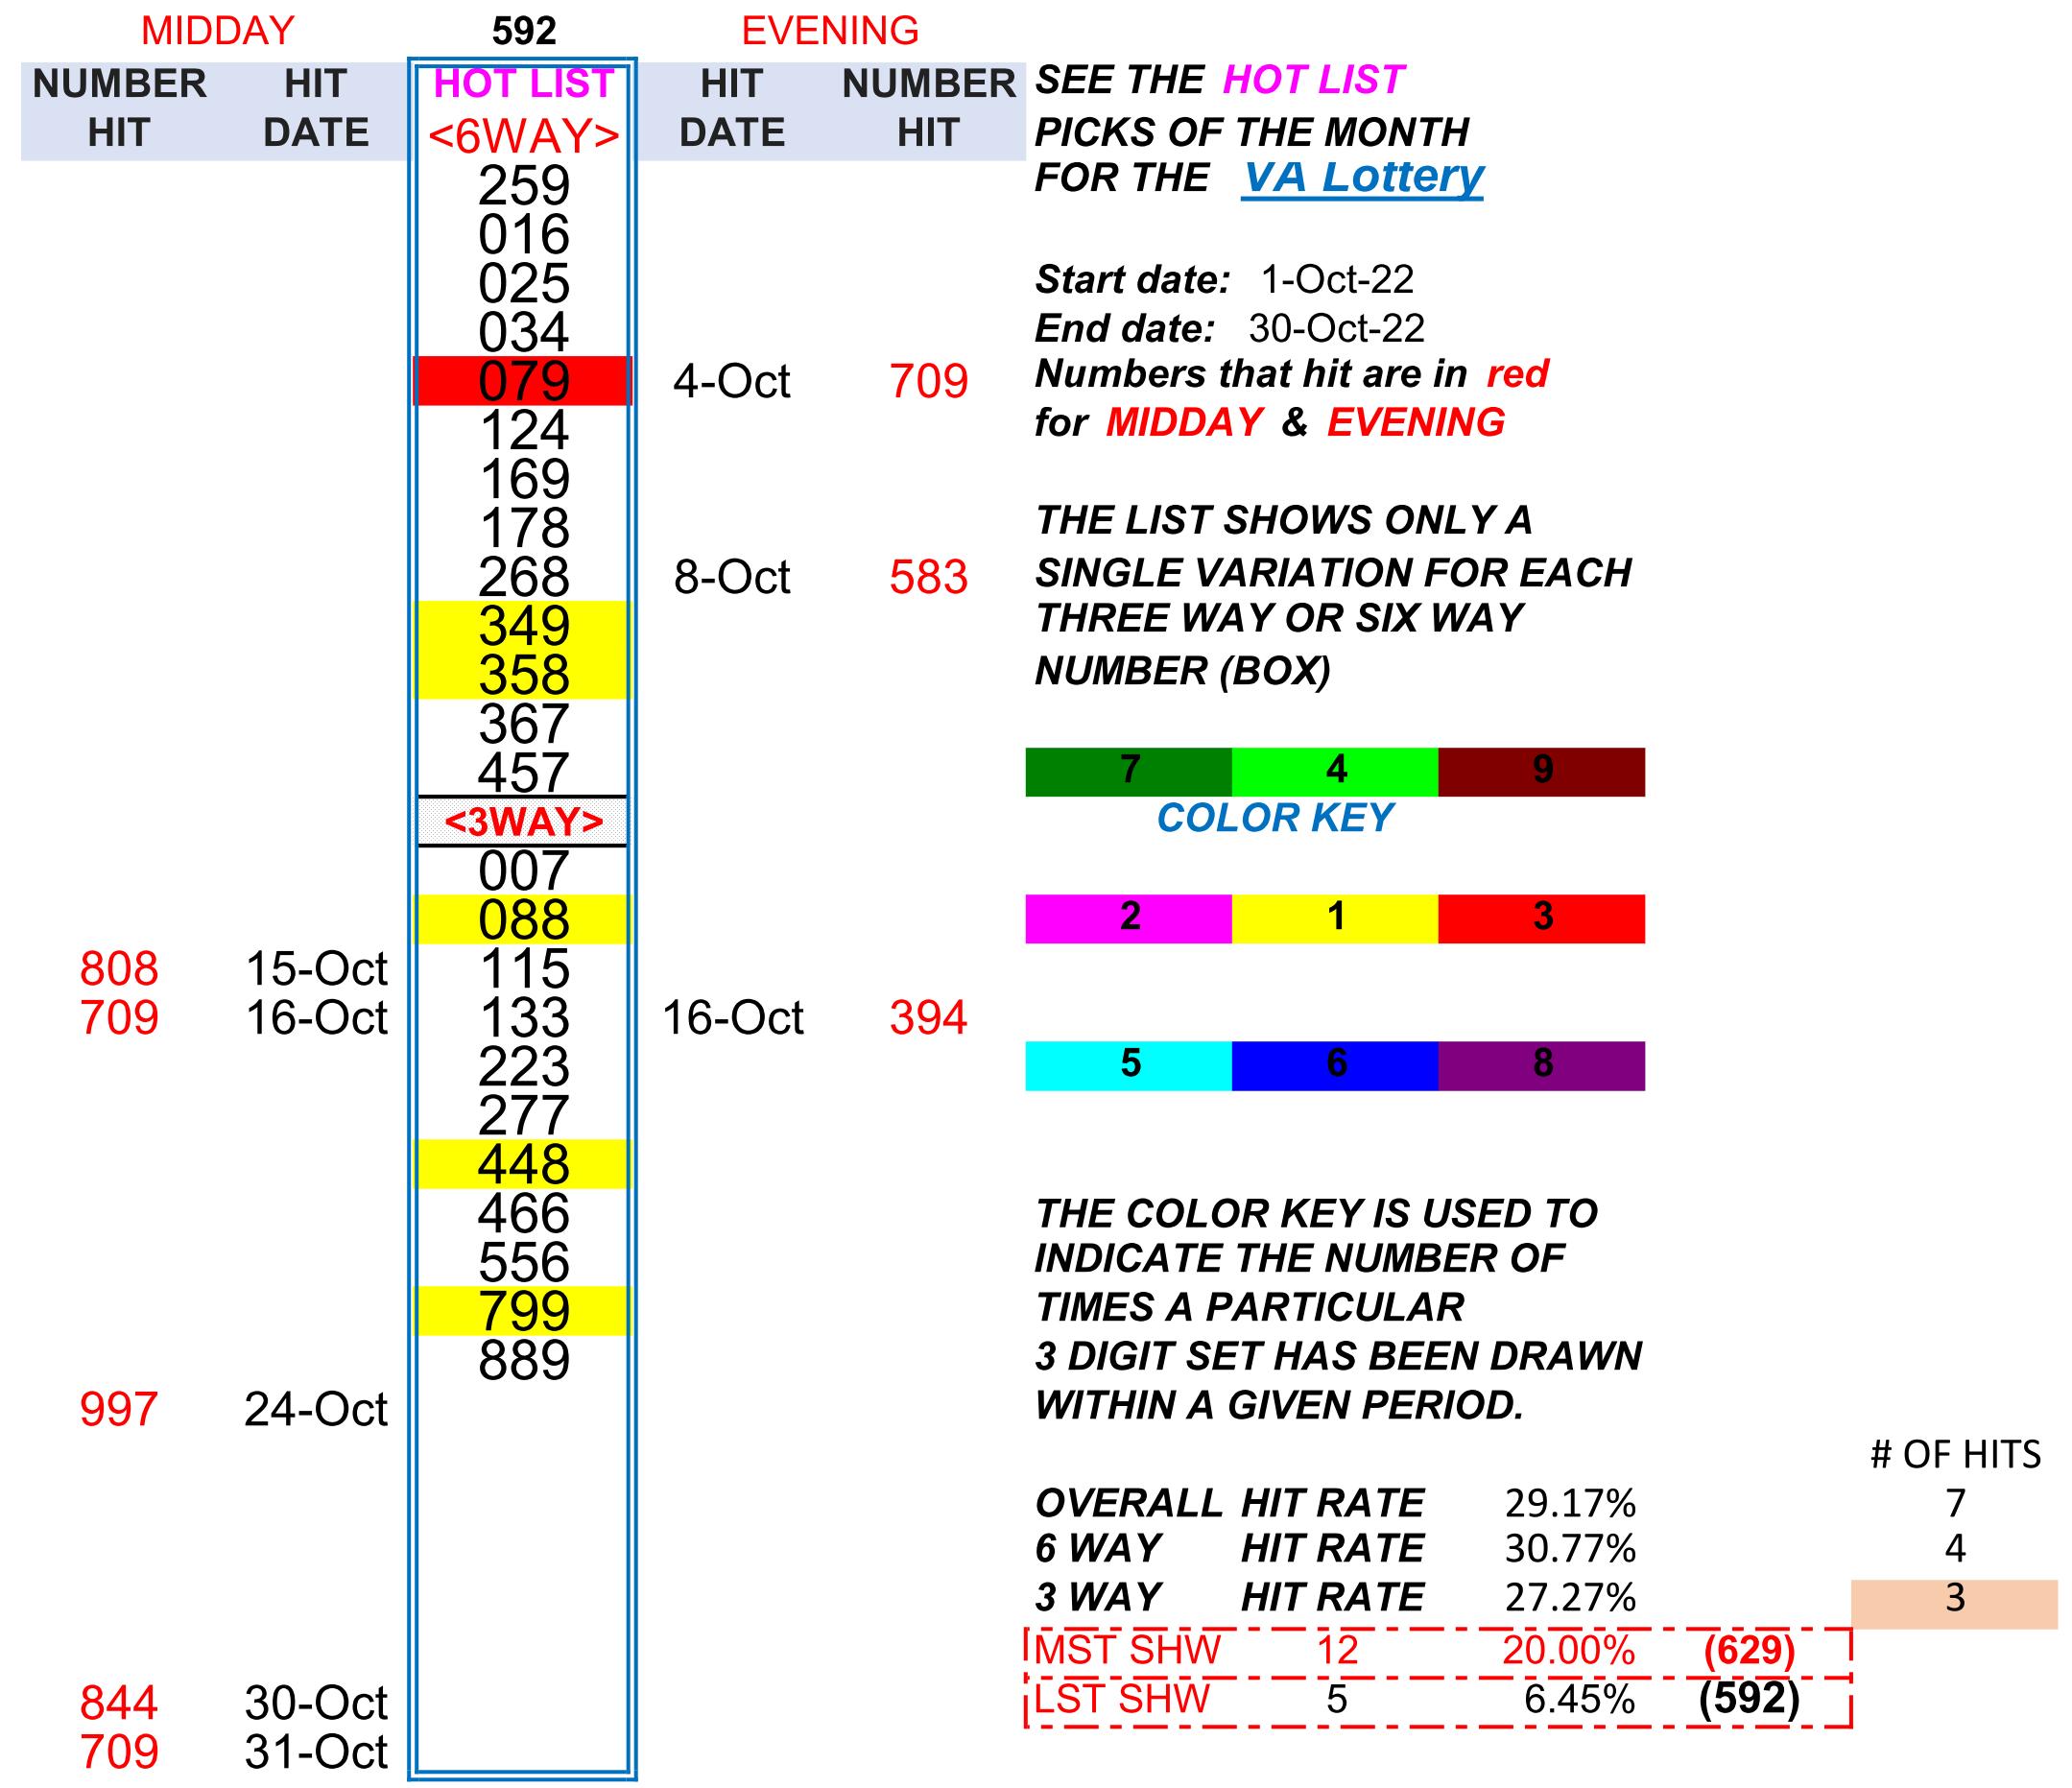 MIDDAY 592 EVENING
NUMBER HIT HOT LIST HIT NUMBER SEE THE HOT LIST
HIT DATE <6WAY> DATE HIT PICKS OF THE MONTH
259 FOR THE VA Lottery
016
025 Start date: 1-Oct-22
034 End date: 30-Oct-22
079 4-Oct 709 Numbers that hit are in red
124 for MIDDAY & EVENING
169
178 THE LIST SHOWS ONLY A
268 8-Oct 583 SINGLE VARIATION FOR EACH
349 THREE WAY OR SIX WAY
358 NUMBER (BOX)
367
457 7 4 9
<3WAY> COLOR KEY
007
088 2 1 3
808 15-Oct 115
709 16-Oct 133 16-Oct 394
223 5 6 8
277
448
466 THE COLOR KEY IS USED TO
556 INDICATE THE NUMBER OF
799 TIMES A PARTICULAR
889 3 DIGIT SET HAS BEEN DRAWN
997 24-Oct WITHIN A GIVEN PERIOD.
# OF HITS
OVERALL HIT RATE 29.17% 7
6 WAY HIT RATE 30.77% 4
3 WAY HIT RATE 27.27% 3
MST SHW 12 20.00% (629)
844 30-Oct LST SHW 5 6.45% (592)
709 31-Oct